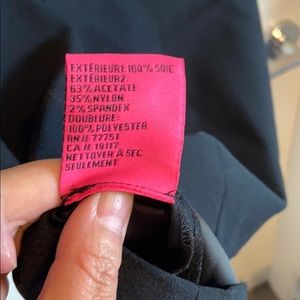 EXTÉRIEUR1: 100% SOIE
EXTÉRIEUR2:
63% ACETATE
35% NYLON
2% SPANDEX
DOUBLURE:
100% POLYESTER
RN # 77751
CA # 19117
NETTOYER À SEC
SEULEMENT